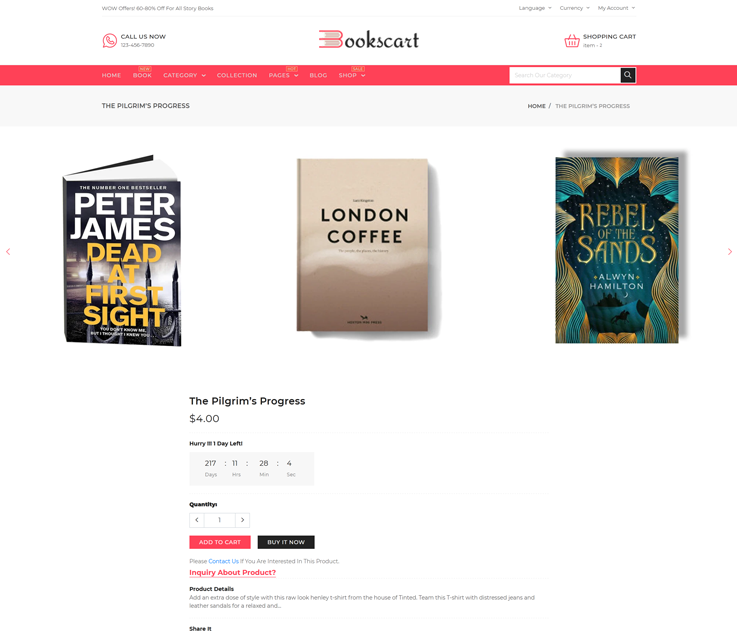 WOW Offers! 60-80% Off For All Story Books
Language
Currency
My Account
CALL US NOW
123-456-7890
Bookscart
SHOPPING CART
item - 2
HOME
NEW
BOOK
CATEGORY
COLLECTION
HOT
PAGES
BLOG
SALE
SHOP
Search Our Category
THE PILGRIM'S PROGRESS
HOME / THE PILGRIM'S PROGRESS
THE NUMBER ONE BESTSELLER
PETER
JAMES
DEAD
AT
FIRST
SIGHT
YOU DON'T KNOW ME,
BUT I THOUGHT I KNEW YOU...
LONDON
COFFEE
HOXTON MINI PRESS
REBEL
OF THE
SANDS
ALWYN
HAMILTON
The Pilgrim's Progress
$4.00
Hurry !!! 1 Day Left!
217 : 11 : 28 : 4
Days Hrs Min Sec
Quantity:
1
ADD TO CART
BUY IT NOW
Please Contact Us If You Are Interested In This Product.
Inquiry About Product?
Product Details
Add an extra dose of style with this raw look henley t-shirt from the house of Tinted, Team this T-shirt with distressed jeans and
leather sandals for a relaxed and...
Share It